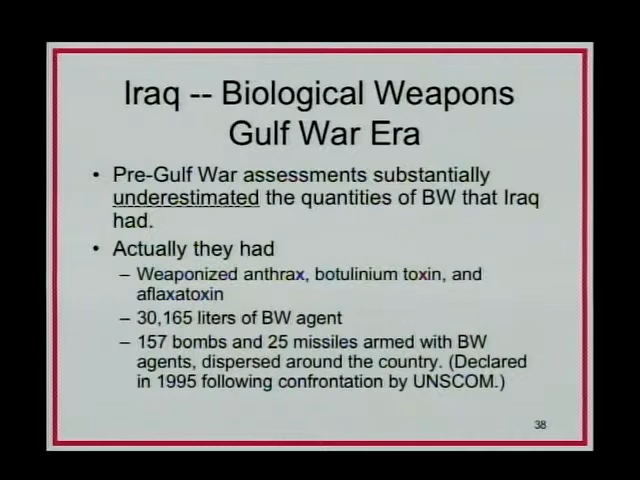 Iraq -- Biological Weapons
Gulf War Era
• Pre-Gulf War assessments substantially
underestimated the quantities of BW that Iraq
had.
• Actually they had
– Weaponized anthrax, botulinium toxin, and
aflaxatoxin
– 30,165 liters of BW agent
– 157 bombs and 25 missiles armed with BW
agents, dispersed around the country. (Declared
in 1995 following confrontation by UNSCOM.)
38